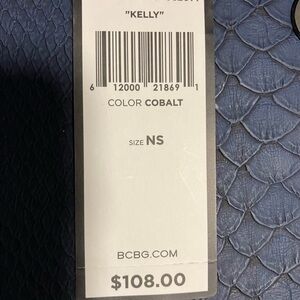 "KELLY"
6 12000 21869 1
COLOR COBALT
SIZE NS
BCBG.COM
$108.00